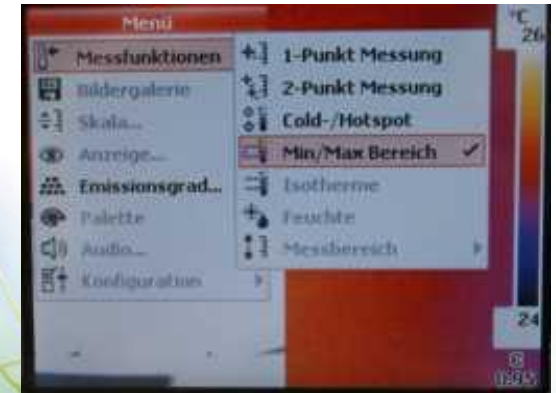 Menü
Messfunktionen
Bildergalerie
Skala...
Anzeige...
Emissionsgrad...
Palette
Audio...
Konfiguration
1-Punkt Messung
2-Punkt Messung
Cold-/Hotspot
Min/Max Bereich
Isotherme
Feuchte
Messbereich
°C
26
24
0.95